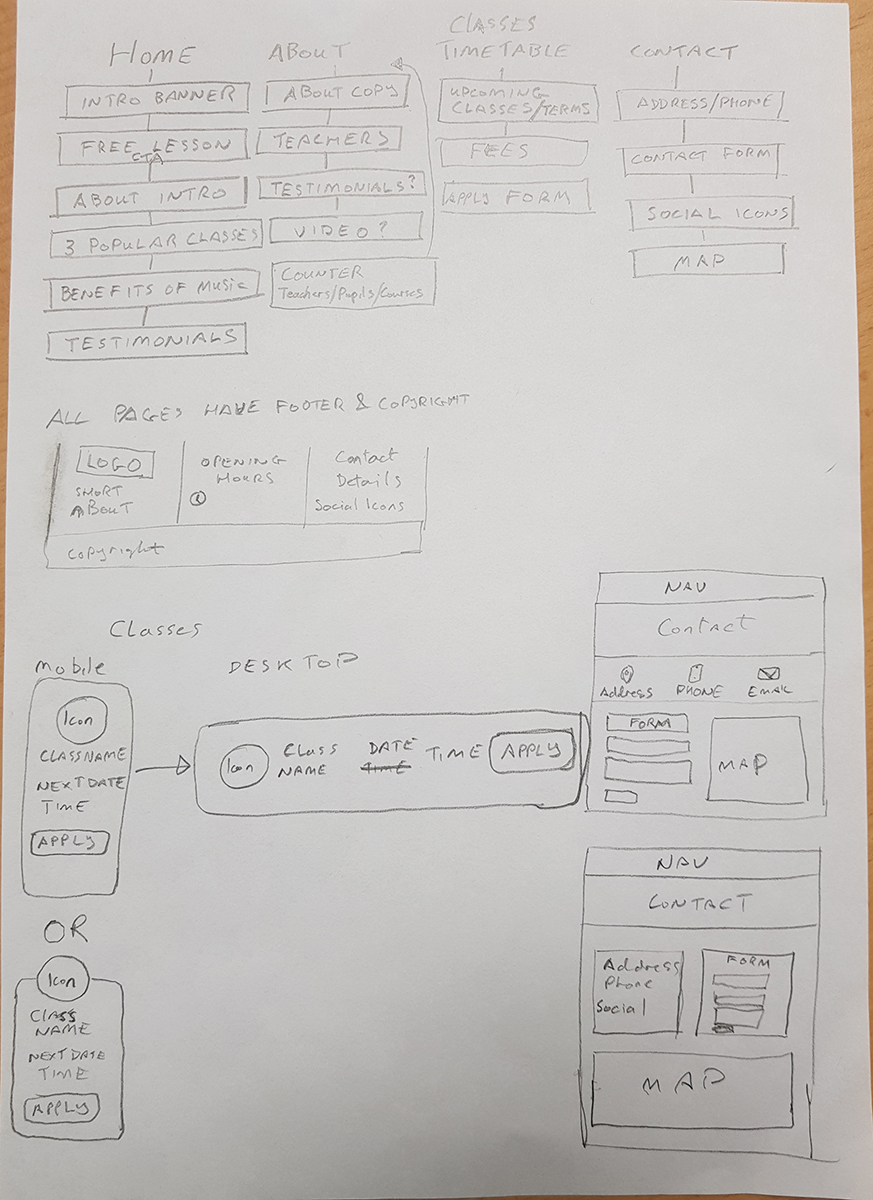 HOME
INTRO BANNER
FREE LESSON
CTA
ABOUT INTRO
3 POPULAR CLASSES
BENEFITS OF MUSIC
TESTIMONIALS
ABOUT
ABOUT COPY
TEACHERS
TESTIMONIALS?
VIDEO?
COUNTER
Teachers/Pupils/Courses
CLASSES
TIMETABLE
UPCOMING
CLASSES/TERMS
FEES
APPLY FORM
CONTACT
ADDRESS/PHONE
CONTACT FORM
SOCIAL ICONS
MAP
ALL PAGES HAVE FOOTER & COPYRIGHT
LOGO
SHORT
ABOUT
OPENING
HOURS
Contact
Details
Social Icons
Copyright
Classes
Mobile
Icon
CLASSNAME
NEXT DATE
TIME
APPLY
DESKTOP
Icon
CLASS
NAME
DATE
TIME
TIME
APPLY
OR
Icon
CLASS
NAME
NEXT DATE
TIME
APPLY
NAV
Contact
Address
PHONE
EMAIL
FORM
MAP
NAV
CONTACT
Address
Phone
Social
FORM
MAP